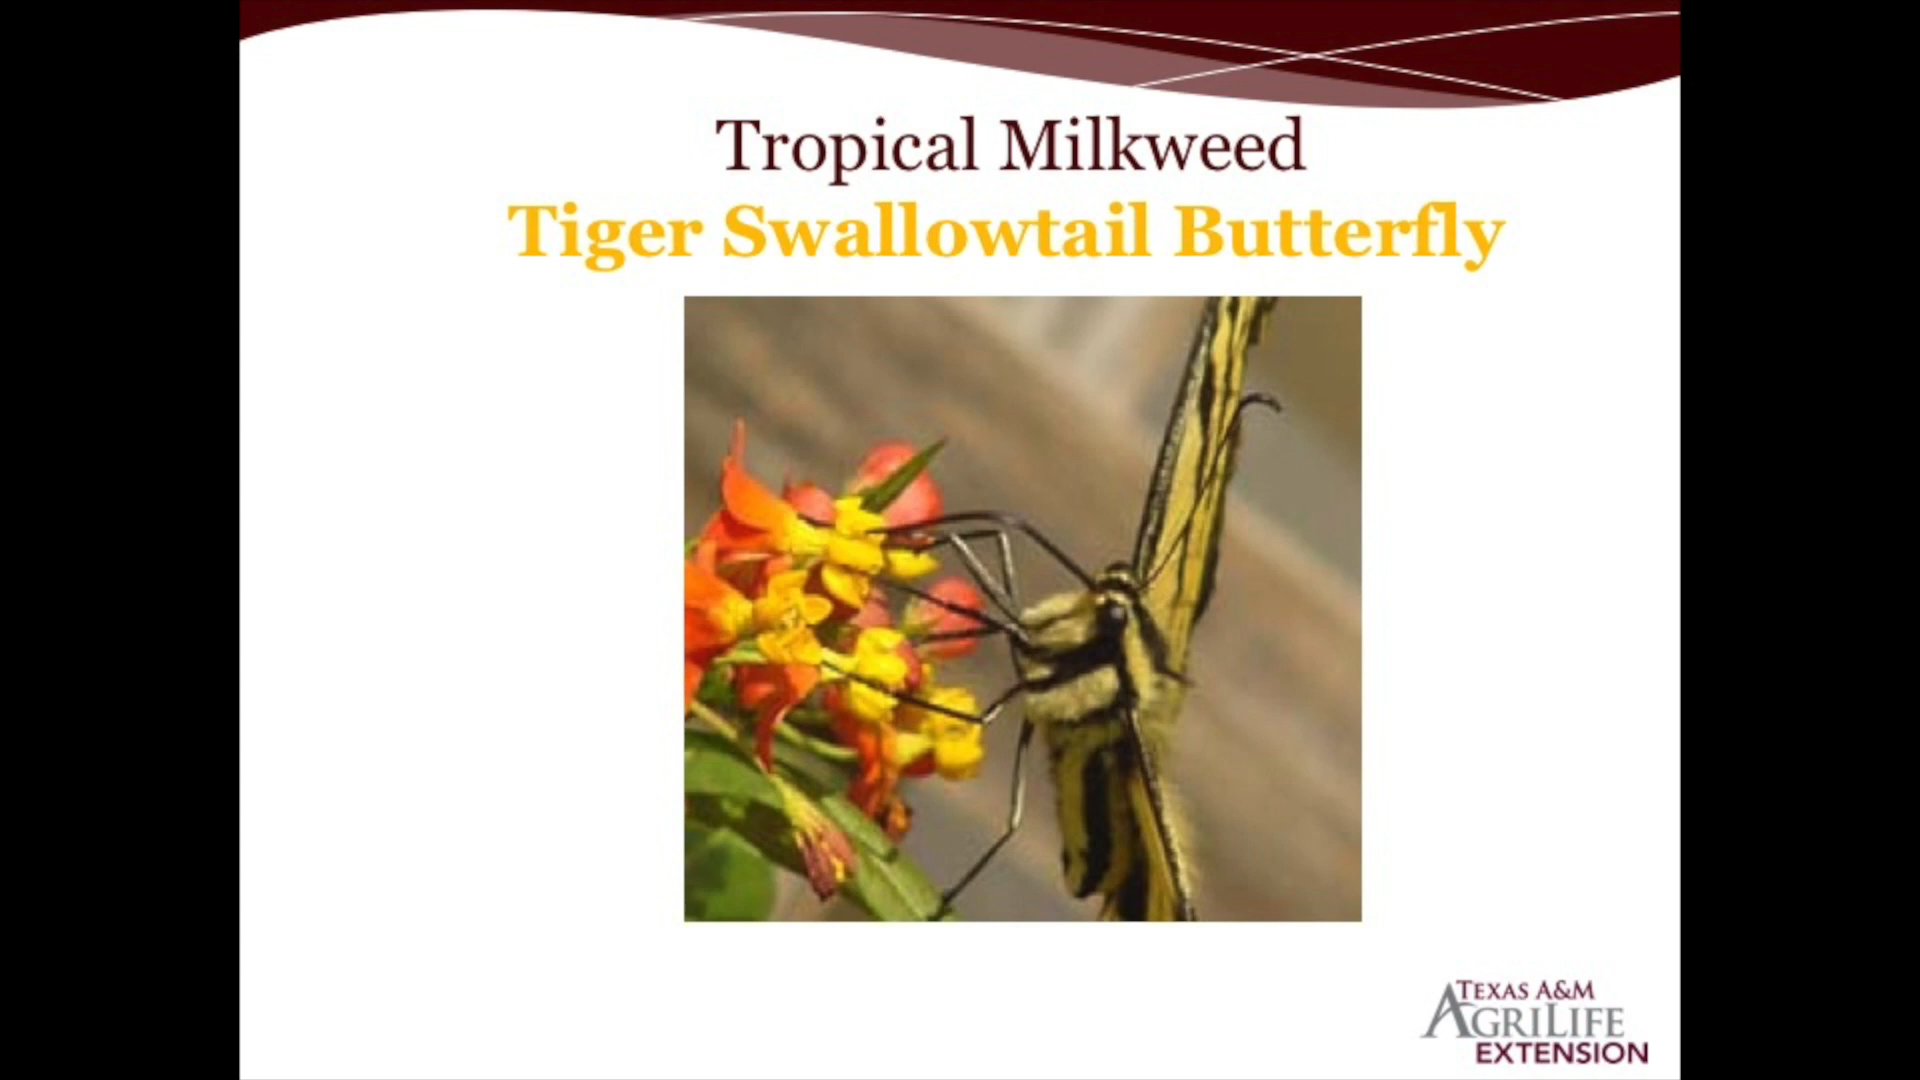 Tropical Milkweed
Tiger Swallowtail Butterfly
TEXAS A&M
AGRILIFE
EXTENSION